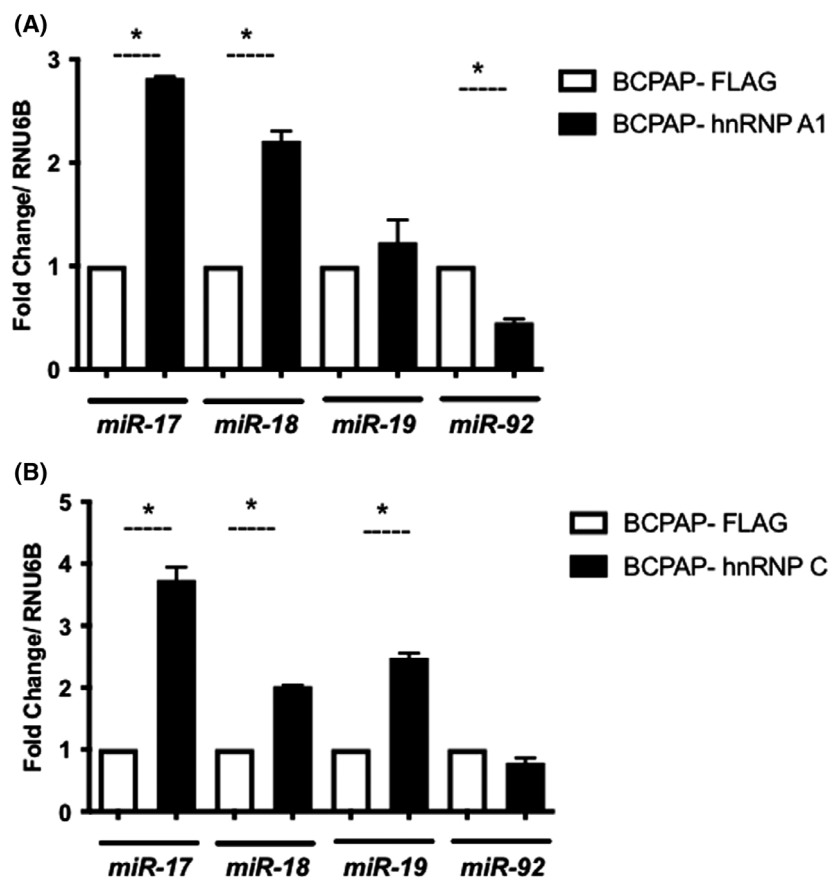 (A)
*
*
*
3
2
1
0
Fold Change/ RNU6B
BCPAP- FLAG
BCPAP- hnRNP A1
miR-17
miR-18
miR-19
miR-92
(B)
*
*
*
5
4
3
2
1
0
Fold Change/ RNU6B
BCPAP- FLAG
BCPAP- hnRNP C
miR-17
miR-18
miR-19
miR-92